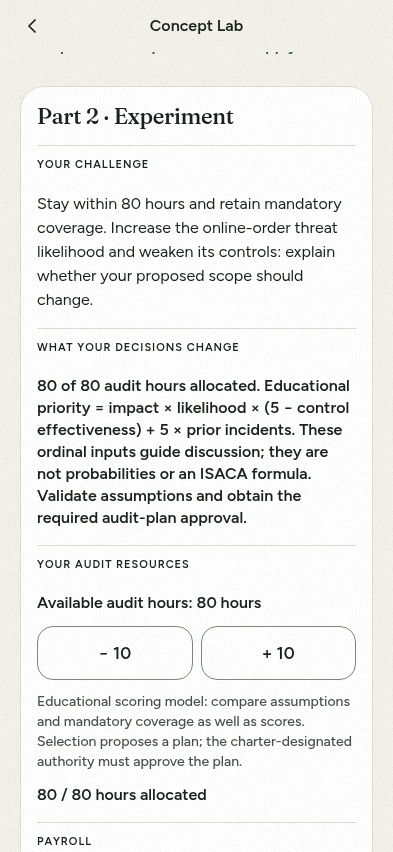 Concept Lab
Part 2 · Experiment
YOUR CHALLENGE
Stay within 80 hours and retain mandatory
coverage. Increase the online-order threat
likelihood and weaken its controls: explain
whether your proposed scope should
change.
WHAT YOUR DECISIONS CHANGE
80 of 80 audit hours allocated. Educational
priority = impact × likelihood × (5 − control
effectiveness) + 5 × prior incidents. These
ordinal inputs guide discussion; they are
not probabilities or an ISACA formula.
Validate assumptions and obtain the
required audit-plan approval.
YOUR AUDIT RESOURCES
Available audit hours: 80 hours
− 10
+ 10
Educational scoring model: compare assumptions
and mandatory coverage as well as scores.
Selection proposes a plan; the charter-designated
authority must approve the plan.
80 / 80 hours allocated
PAYROLL